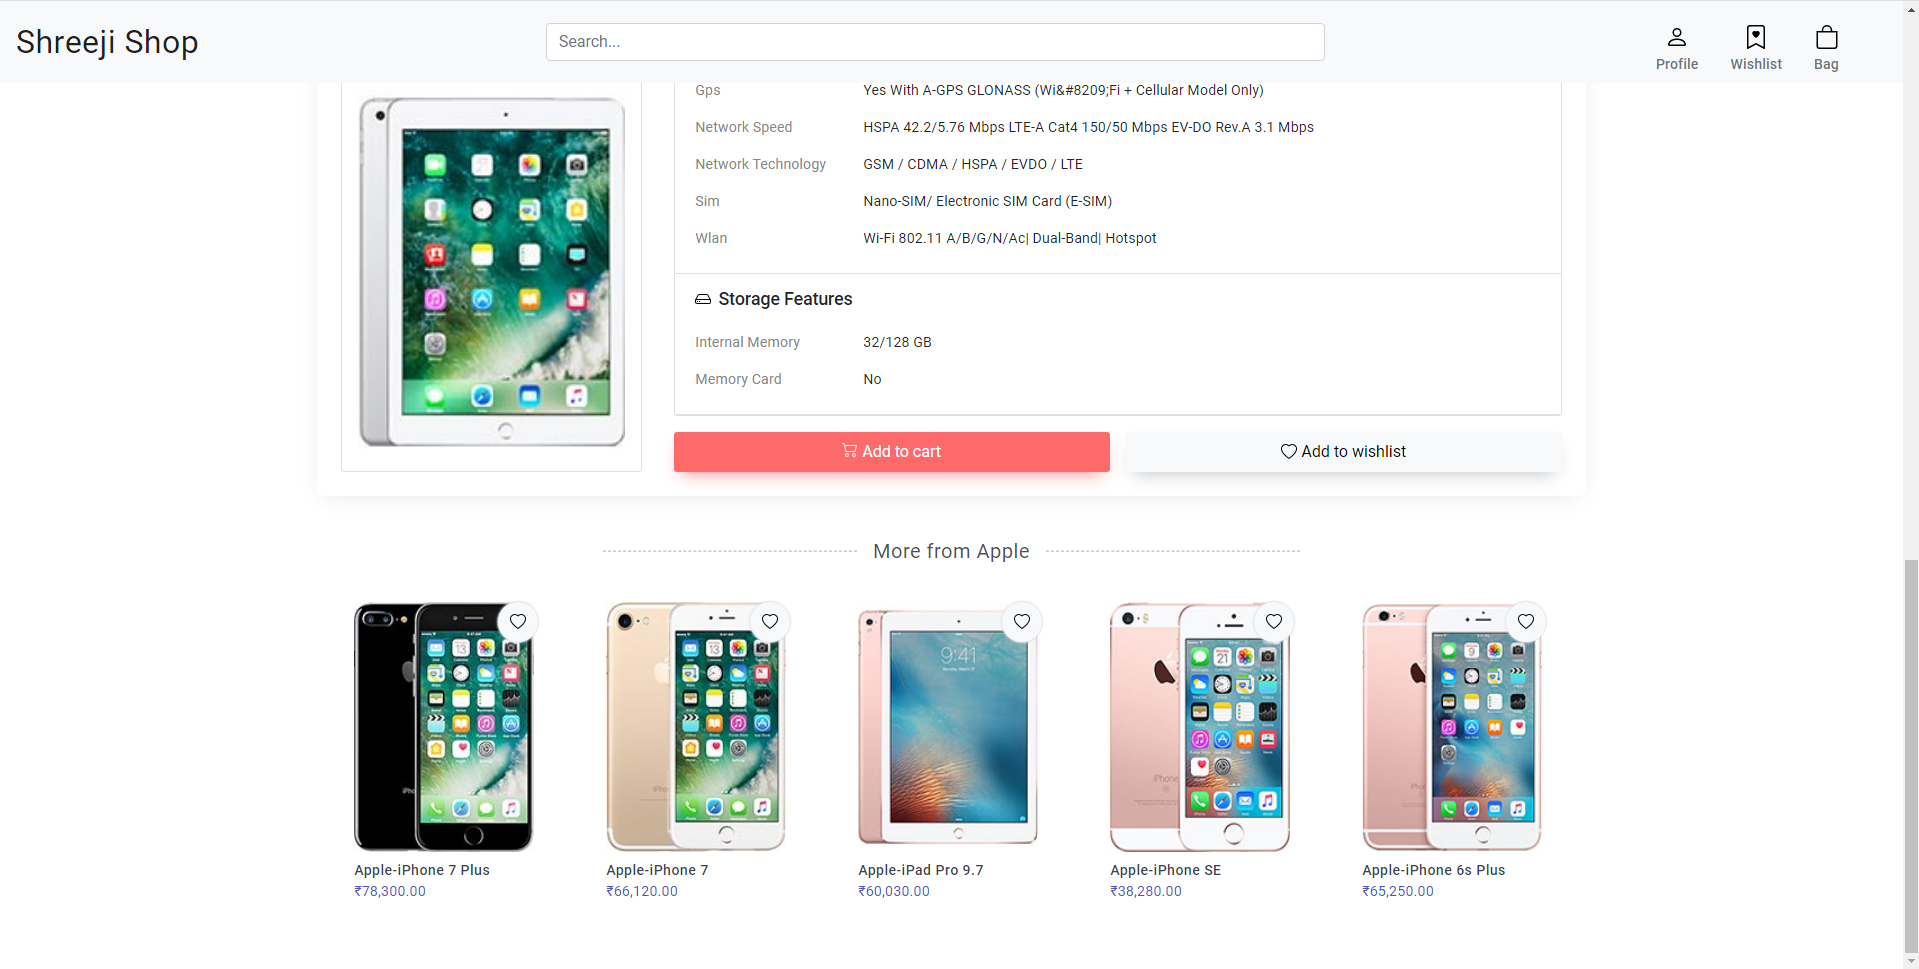 Shreeji Shop
Search...
Profile
Wishlist
Bag
Gps Yes With A-GPS GLONASS (Wi&#8209;Fi + Cellular Model Only)
Network Speed HSPA 42.2/5.76 Mbps LTE-A Cat4 150/50 Mbps EV-DO Rev.A 3.1 Mbps
Network Technology GSM / CDMA / HSPA / EVDO / LTE
Sim Nano-SIM/ Electronic SIM Card (E-SIM)
Wlan Wi-Fi 802.11 A/B/G/N/Ac| Dual-Band| Hotspot
Storage Features
Internal Memory 32/128 GB
Memory Card No
Add to cart
Add to wishlist
More from Apple
9:41
Apple-iPhone 7 Plus
₹78,300.00
Apple-iPhone 7
₹66,120.00
Apple-iPad Pro 9.7
₹60,030.00
Apple-iPhone SE
₹38,280.00
Apple-iPhone 6s Plus
₹65,250.00